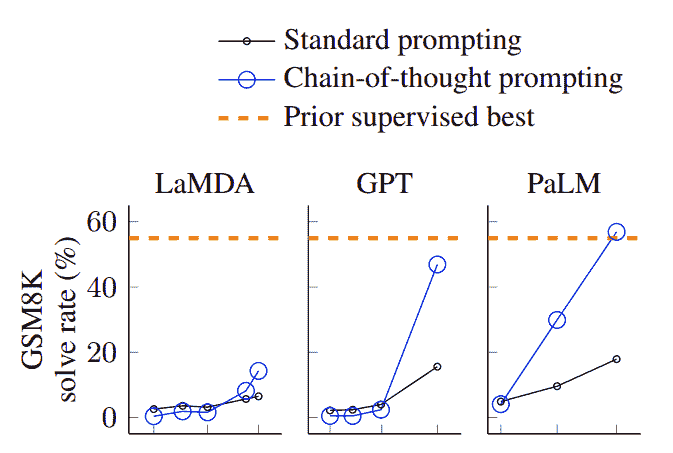 Standard prompting
Chain-of-thought prompting
Prior supervised best
LaMDA GPT PaLM
GSM8K
solve rate (%)
60
40
20
0